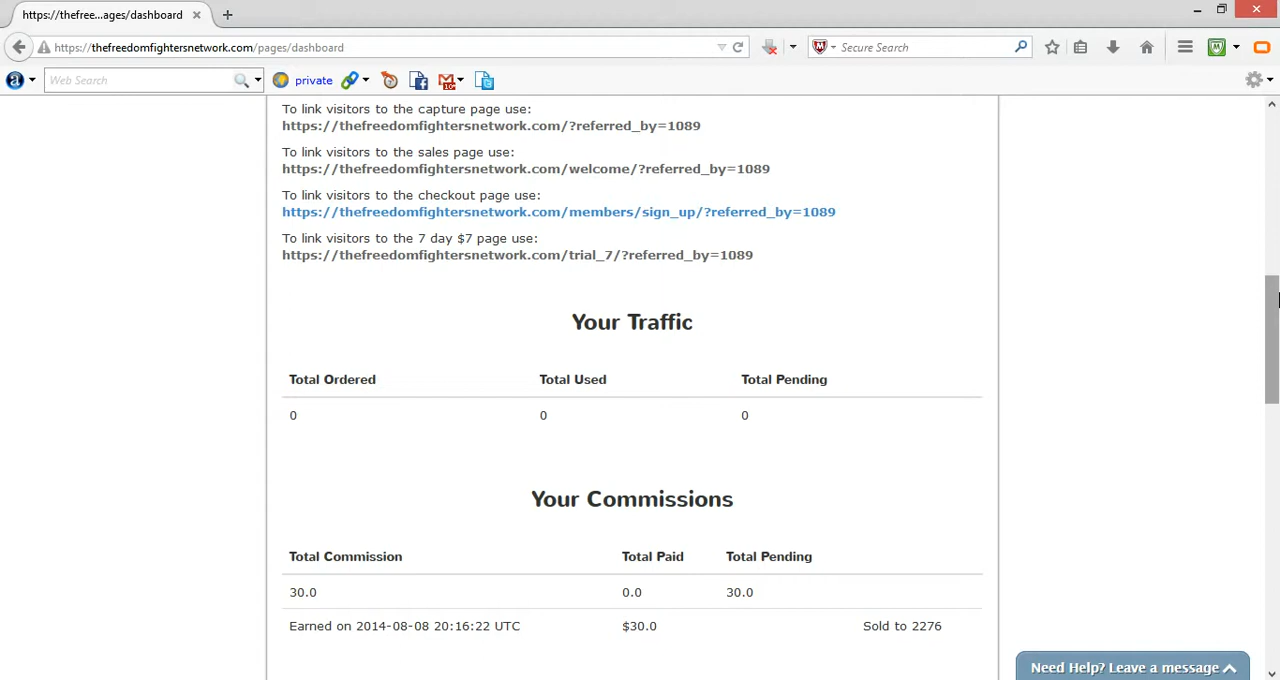 https://thefree...ages/dashboard
https://thefreedomfightersnetwork.com/pages/dashboard
Secure Search
Web Search
private
To link visitors to the capture page use:
https://thefreedomfightersnetwork.com/?referred_by=1089
To link visitors to the sales page use:
https://thefreedomfightersnetwork.com/welcome/?referred_by=1089
To link visitors to the checkout page use:
https://thefreedomfightersnetwork.com/members/sign_up/?referred_by=1089
To link visitors to the 7 day $7 page use:
https://thefreedomfightersnetwork.com/trial_7/?referred_by=1089
Your Traffic
Total Ordered Total Used Total Pending
0 0 0
Your Commissions
Total Commission Total Paid Total Pending
30.0 0.0 30.0
Earned on 2014-08-08 20:16:22 UTC $30.0 Sold to 2276
Need Help? Leave a message